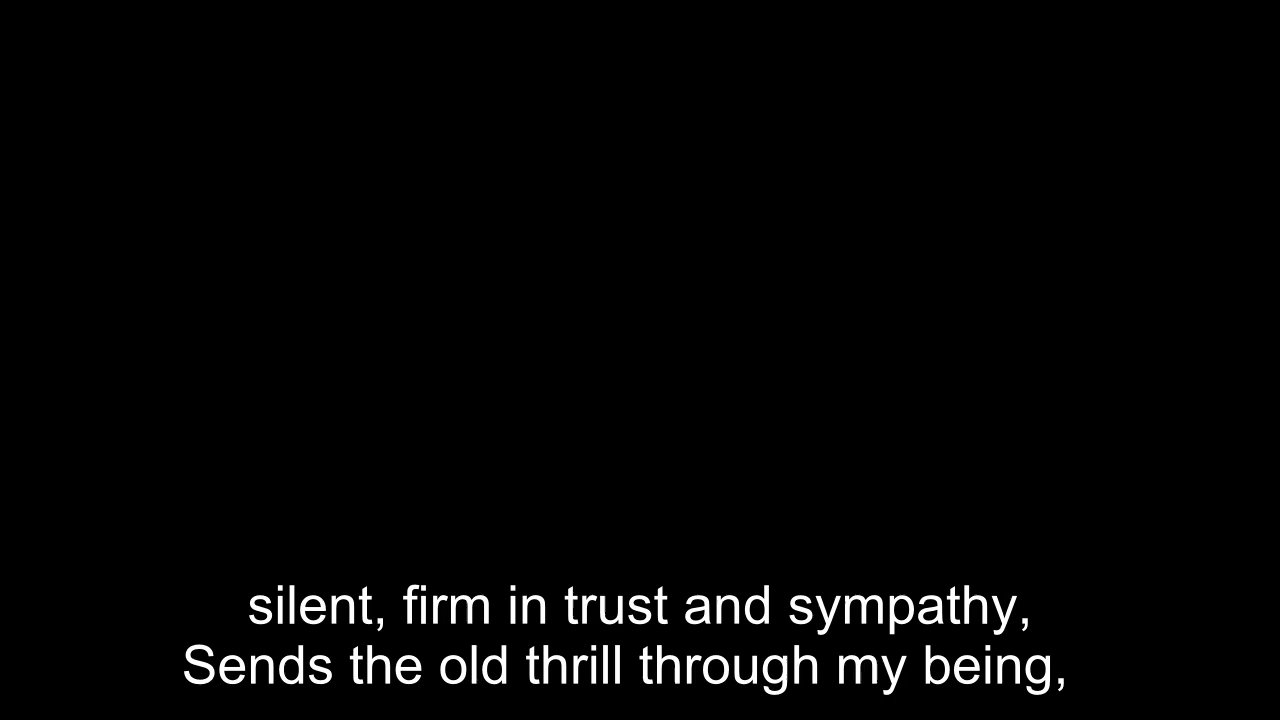 silent, firm in trust and sympathy,
Sends the old thrill through my being,